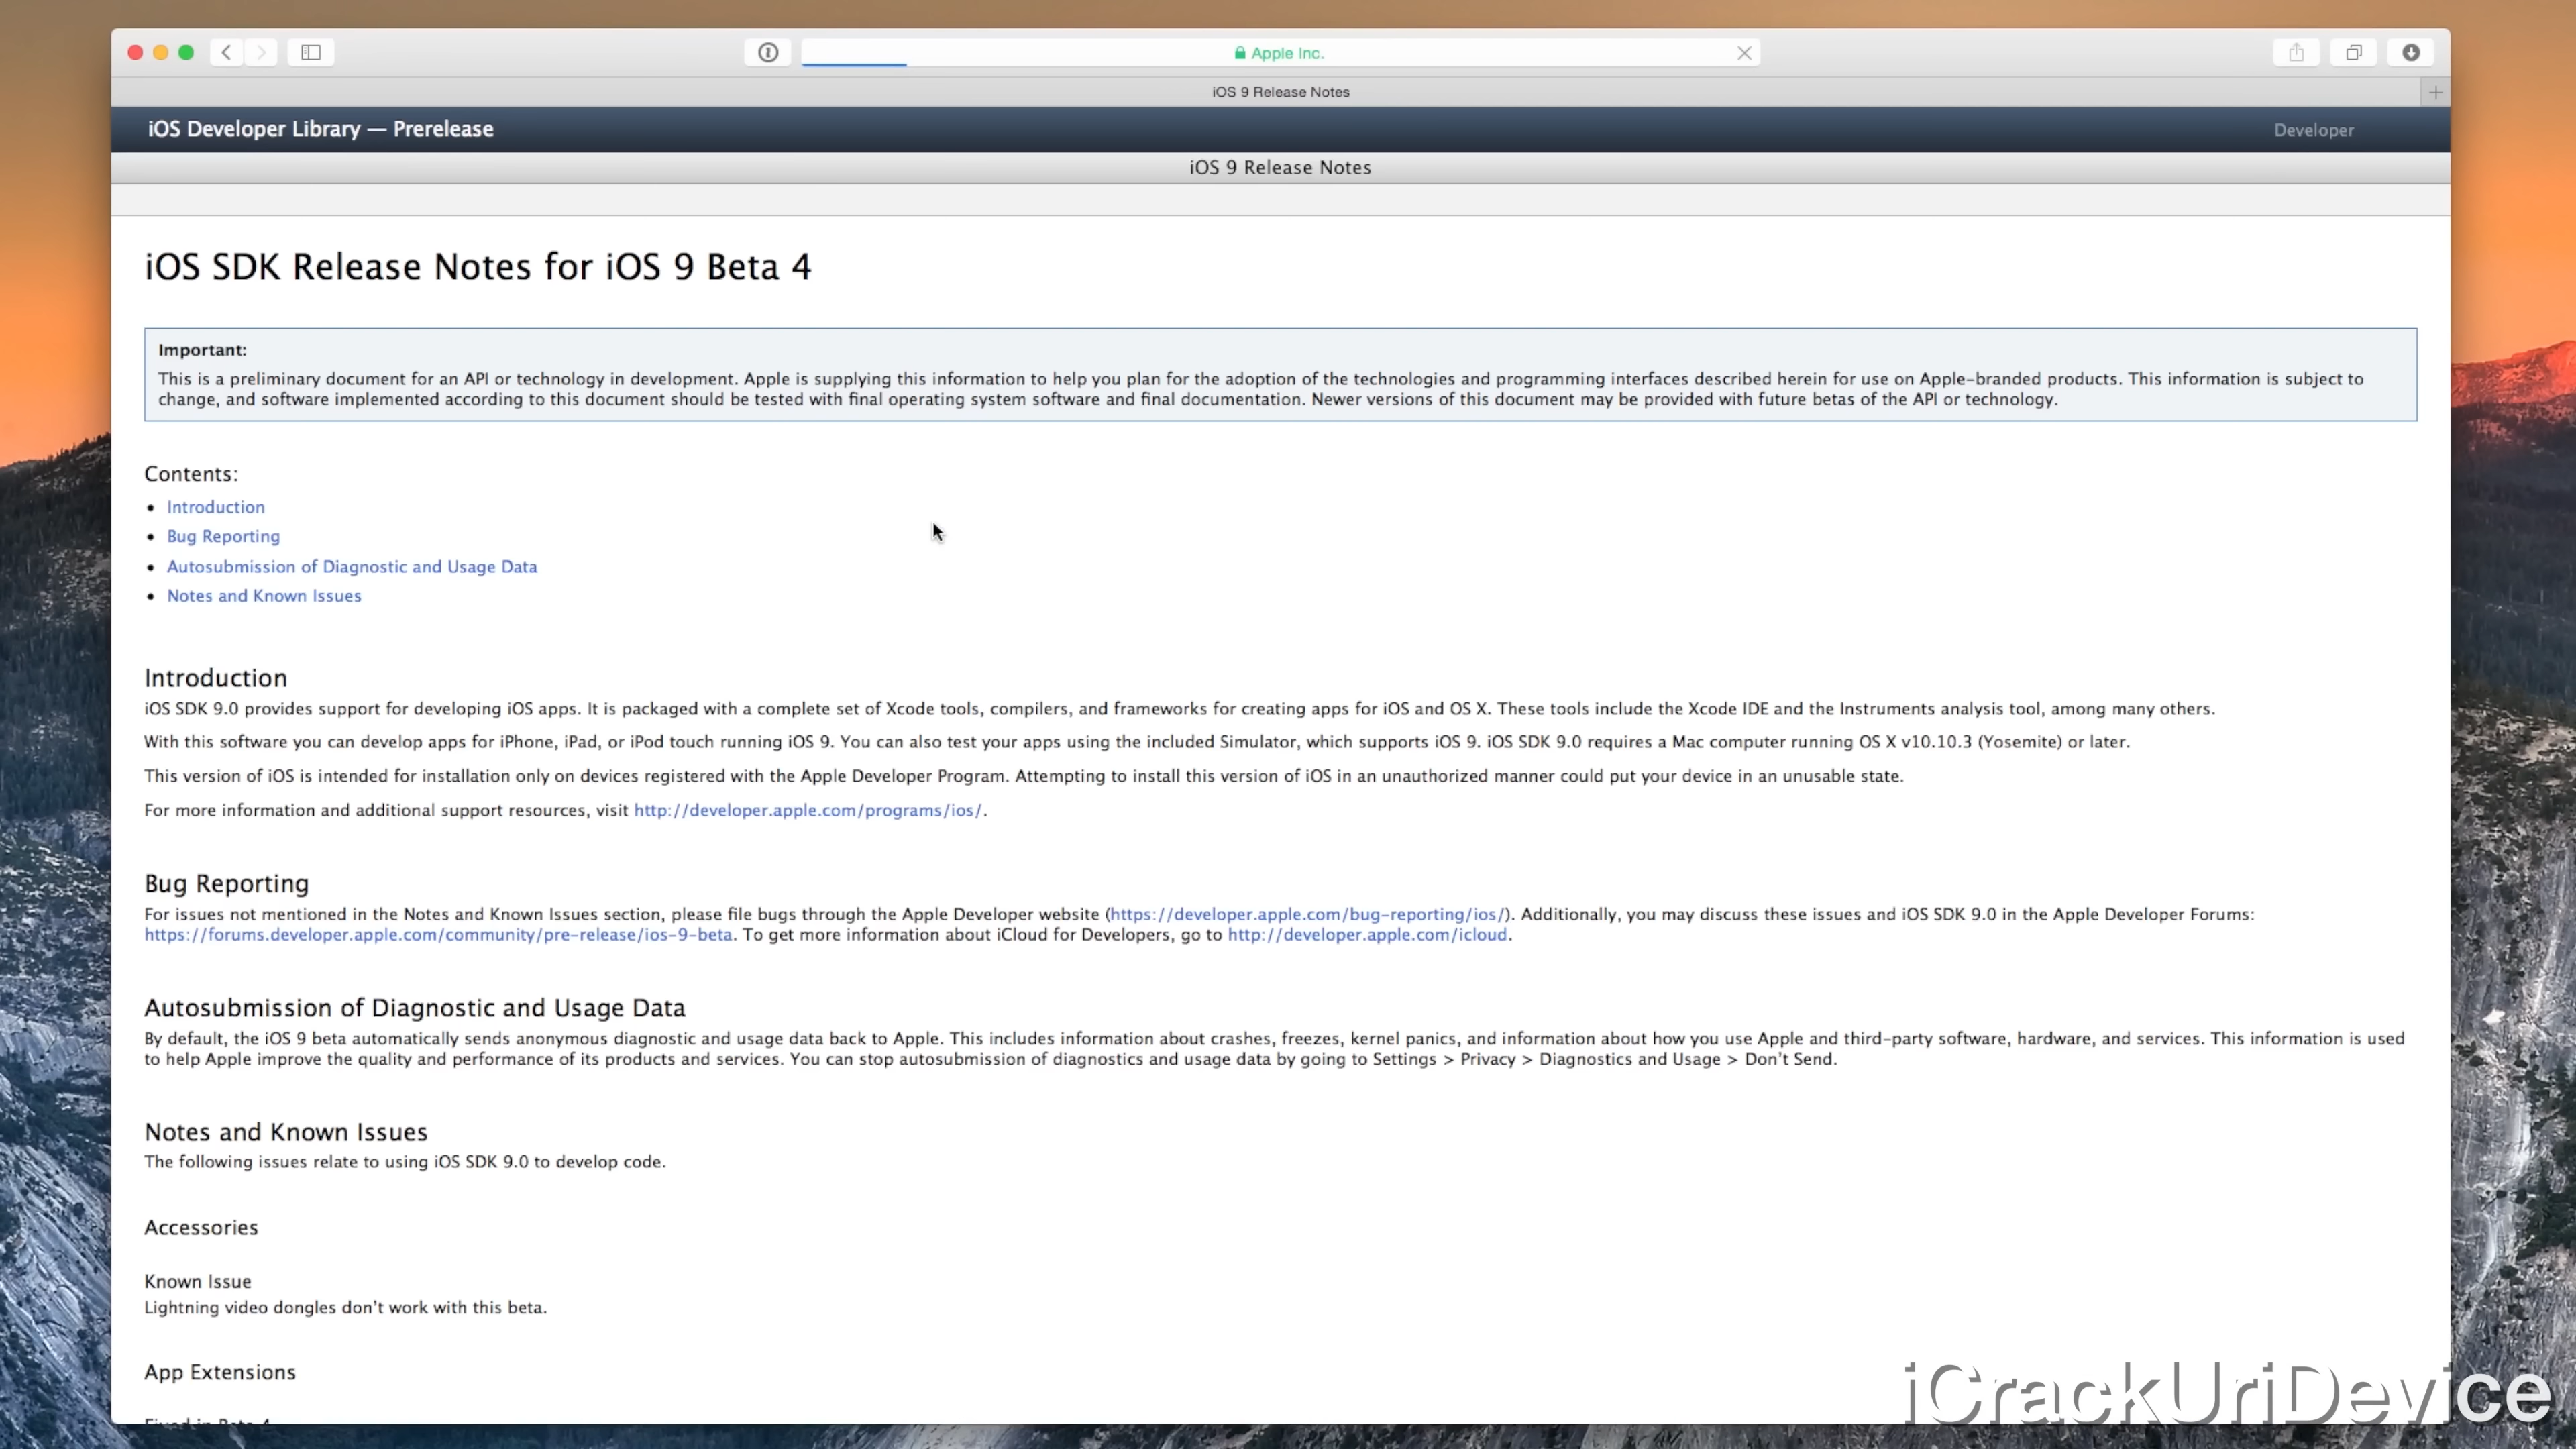 Apple Inc.
iOS 9 Release Notes
iOS Developer Library — Prerelease
Developer
iOS 9 Release Notes
iOS SDK Release Notes for iOS 9 Beta 4
Important:
This is a preliminary document for an API or technology in development. Apple is supplying this information to help you plan for the adoption of the technologies and programming interfaces described herein for use on Apple-branded products. This information is subject to
change, and software implemented according to this document should be tested with final operating system software and final documentation. Newer versions of this document may be provided with future betas of the API or technology.
Contents:
• Introduction
• Bug Reporting
• Autosubmission of Diagnostic and Usage Data
• Notes and Known Issues
Introduction
iOS SDK 9.0 provides support for developing iOS apps. It is packaged with a complete set of Xcode tools, compilers, and frameworks for creating apps for iOS and OS X. These tools include the Xcode IDE and the Instruments analysis tool, among many others.
With this software you can develop apps for iPhone, iPad, or iPod touch running iOS 9. You can also test your apps using the included Simulator, which supports iOS 9. iOS SDK 9.0 requires a Mac computer running OS X v10.10.3 (Yosemite) or later.
This version of iOS is intended for installation only on devices registered with the Apple Developer Program. Attempting to install this version of iOS in an unauthorized manner could put your device in an unusable state.
For more information and additional support resources, visit http://developer.apple.com/programs/ios/.
Bug Reporting
For issues not mentioned in the Notes and Known Issues section, please file bugs through the Apple Developer website (https://developer.apple.com/bug-reporting/ios/). Additionally, you may discuss these issues and iOS SDK 9.0 in the Apple Developer Forums:
https://forums.developer.apple.com/community/pre-release/ios-9-beta. To get more information about iCloud for Developers, go to http://developer.apple.com/icloud.
Autosubmission of Diagnostic and Usage Data
By default, the iOS 9 beta automatically sends anonymous diagnostic and usage data back to Apple. This includes information about crashes, freezes, kernel panics, and information about how you use Apple and third-party software, hardware, and services. This information is used
to help Apple improve the quality and performance of its products and services. You can stop autosubmission of diagnostics and usage data by going to Settings > Privacy > Diagnostics and Usage > Don't Send.
Notes and Known Issues
The following issues relate to using iOS SDK 9.0 to develop code.
Accessories
Known Issue
Lightning video dongles don't work with this beta.
App Extensions
Fixed in Beta 4
iCrackUriDevice